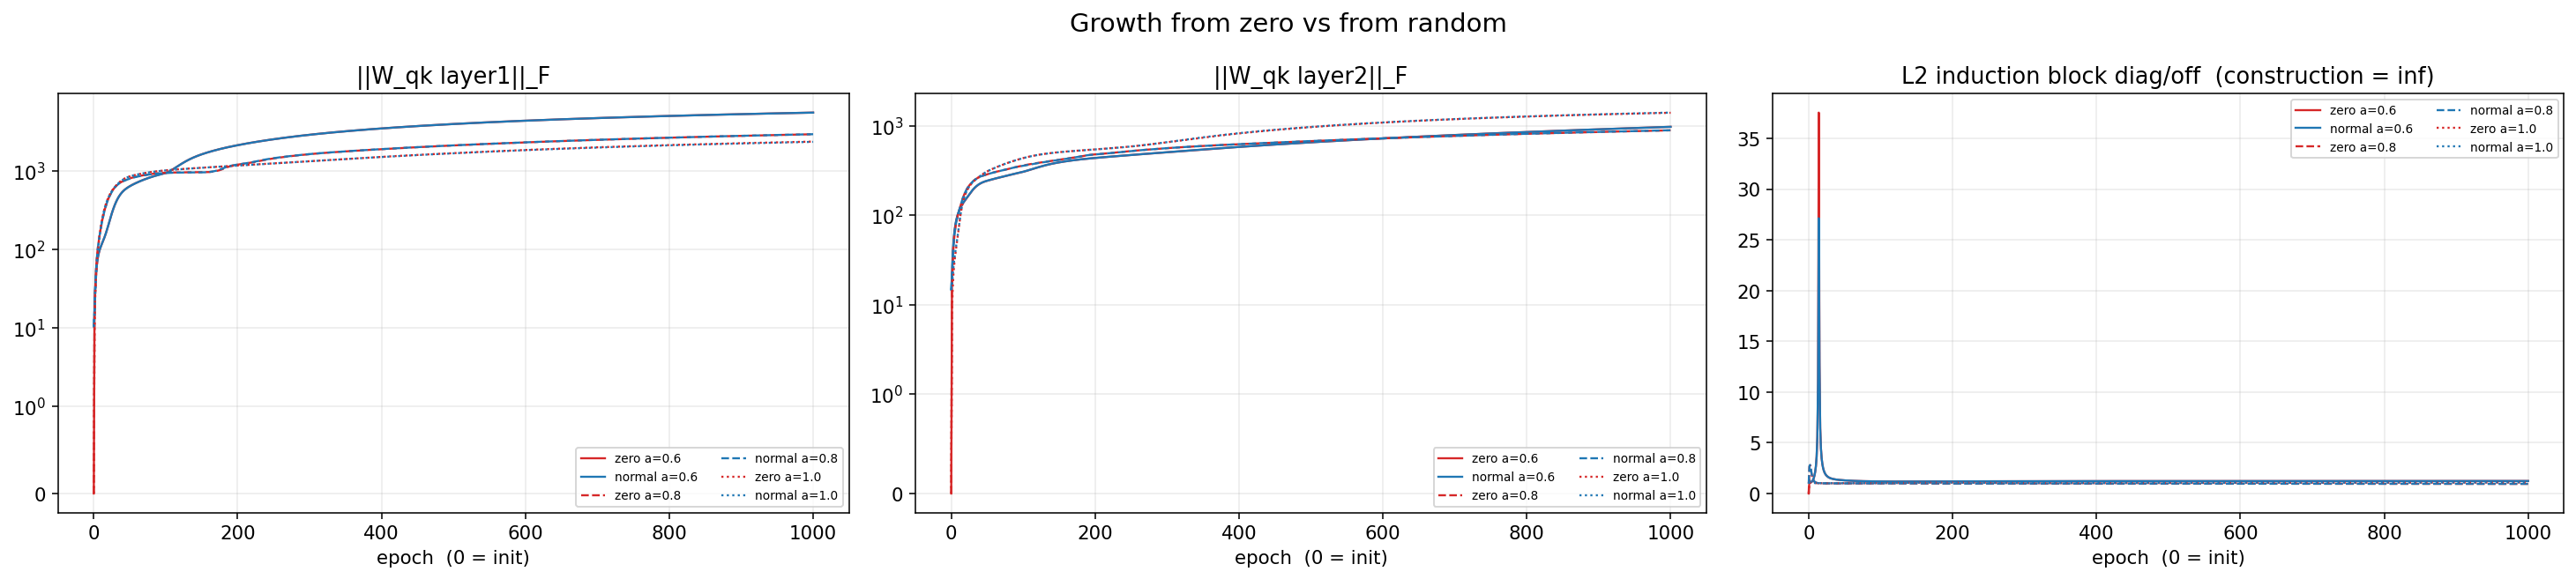 Growth from zero vs from random
||W_qk layer1||_F
10^3
10^2
10^1
10^0
0
0 200 400 600 800 1000
epoch  (0 = init)
zero a=0.6 normal a=0.8
normal a=0.6 zero a=1.0
zero a=0.8 normal a=1.0
||W_qk layer2||_F
10^3
10^2
10^1
10^0
0
0 200 400 600 800 1000
epoch  (0 = init)
zero a=0.6 normal a=0.8
normal a=0.6 zero a=1.0
zero a=0.8 normal a=1.0
L2 induction block diag/off  (construction = inf)
zero a=0.6 normal a=0.8
normal a=0.6 zero a=1.0
zero a=0.8 normal a=1.0
35
30
25
20
15
10
5
0
0 200 400 600 800 1000
epoch  (0 = init)